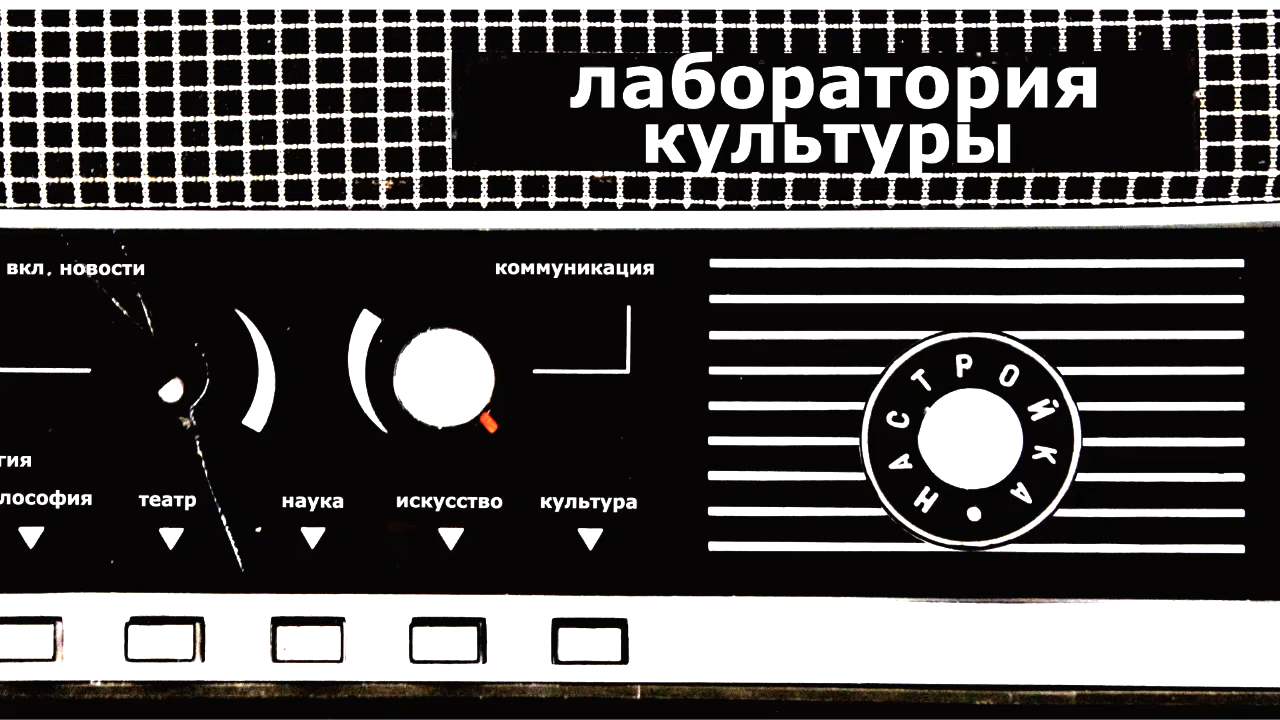 лаборатория
культуры
вкл. новости
коммуникация
театр
наука
искусство
культура
НАСТРОЙКА